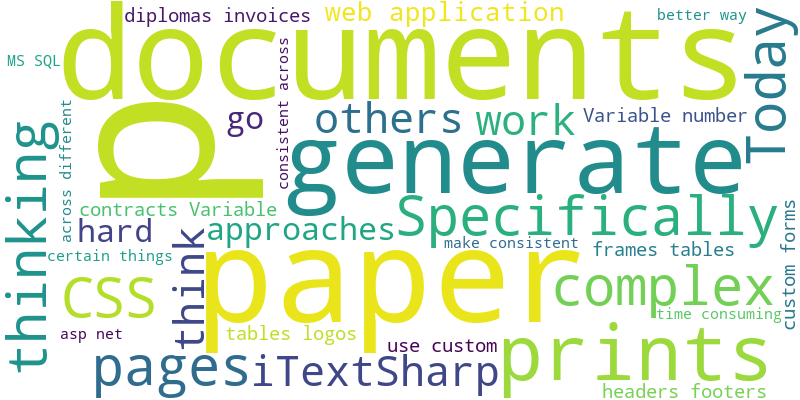 diplomas invoices
web application
better way
MS SQL
documents
Today
p
consistent across
go
others
work
Variable number
thinking
across different
generate
contracts Variable
Specifically
hard
approaches
think
make consistent
frames tables
custom forms
certain things
paper
complex
CSS
time consuming
asp net
tables logos
use custom
prints
pages
iTextSharp
headers footers